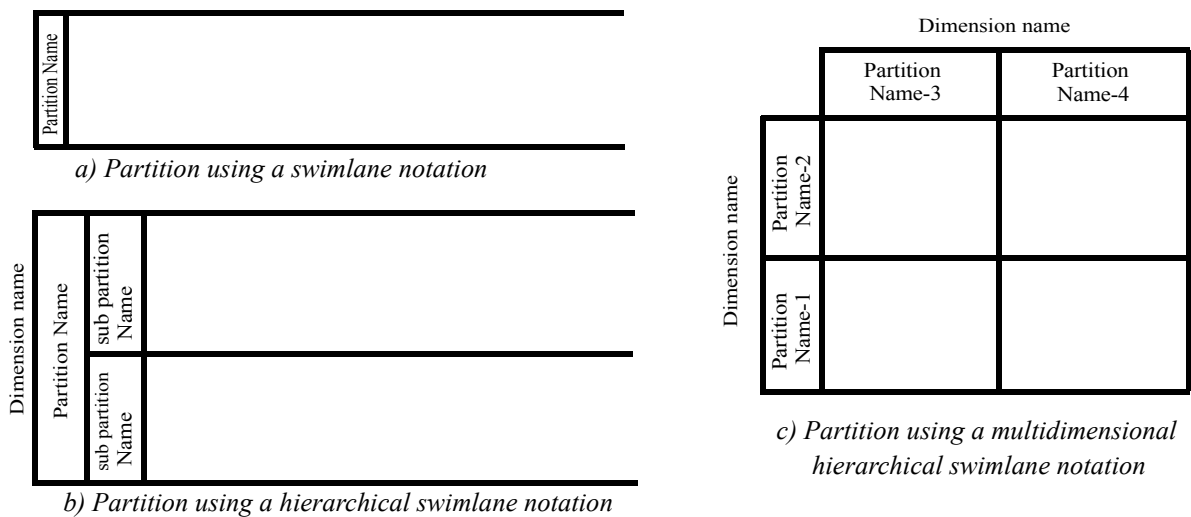 Partition Name
a) Partition using a swimlane notation
Dimension name
Partition Name
sub partition
Name
sub partition
Name
b) Partition using a hierarchical swimlane notation
Dimension name
Partition
Name-3
Partition
Name-4
Dimension name
Partition
Name-2
Partition
Name-1
c) Partition using a multidimensional
hierarchical swimlane notation